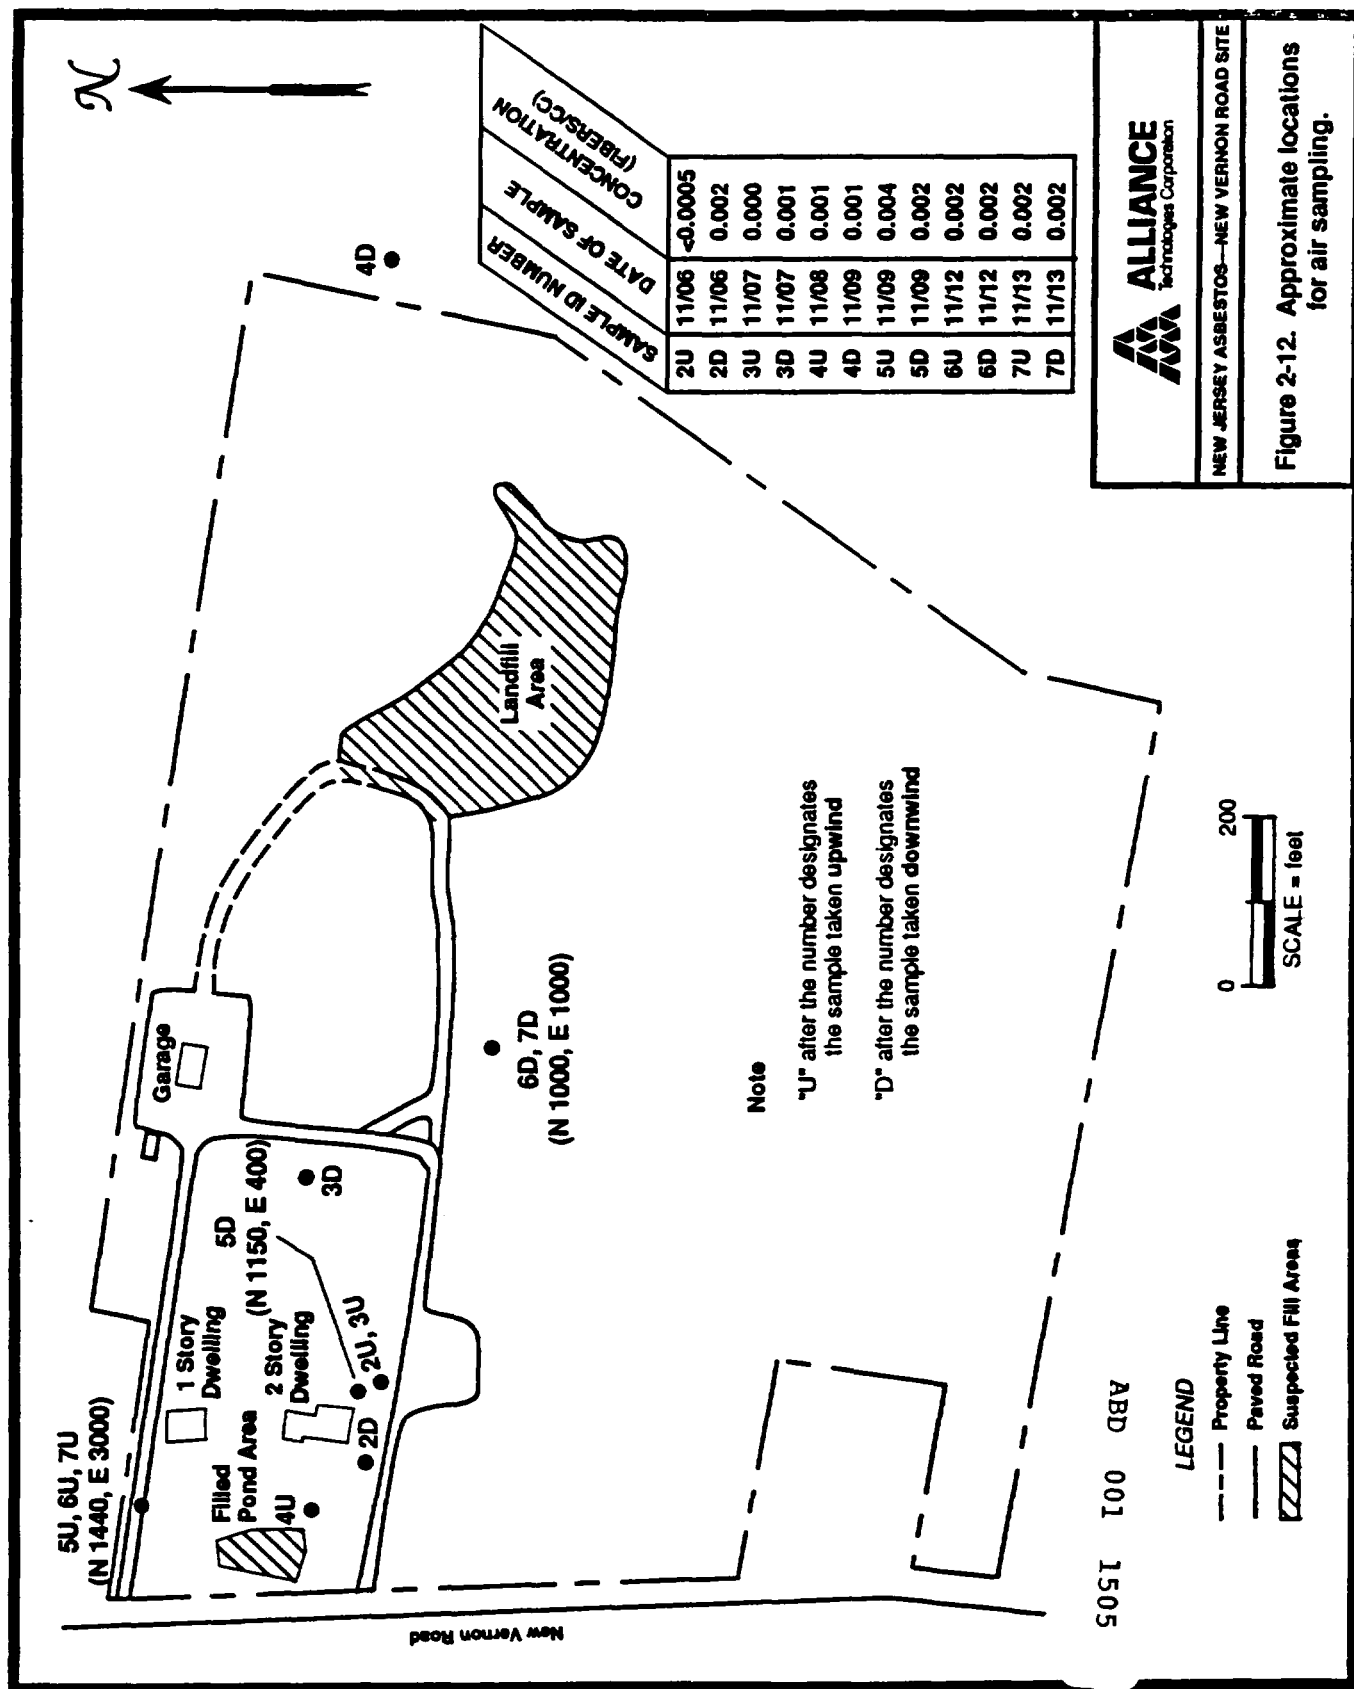 N
5U, 6U, 7U
(N 1440, E 3000)
1 Story
Dwelling
Garage
Filled
Pond Area
2 Story
Dwelling
5D
(N 1150, E 400)
4U
2D
2U, 3U
3D
4D
6D, 7D
(N 1000, E 1000)
Landfill
Area
New Vernon Road
SAMPLE ID NUMBER
DATE OF SAMPLE
CONCENTRATION
(FIBERS/CC)
2U 11/06 <0.0005
2D 11/06 0.002
3U 11/07 0.000
3D 11/07 0.001
4U 11/08 0.001
4D 11/09 0.001
5U 11/09 0.004
5D 11/09 0.002
6U 11/12 0.002
6D 11/12 0.002
7U 11/13 0.002
7D 11/13 0.002
Note
"U" after the number designates
the sample taken upwind
"D" after the number designates
the sample taken downwind
ABD 001 1505
LEGEND
Property Line
Paved Road
Suspected Fill Areas
0 200
SCALE = feet
ALLIANCE
Technologies Corporation
NEW JERSEY ASBESTOS—NEW VERNON ROAD SITE
Figure 2-12. Approximate locations
for air sampling.